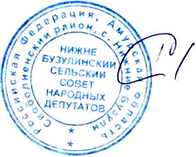 Российская Федерация, Амурская область
Свободненский район, с. Нижние Бузули
НИЖНЕ
БУЗУЛИНСКИЙ
СЕЛЬСКИЙ
СОВЕТ
НАРОДНЫХ
ДЕПУТАТОВ